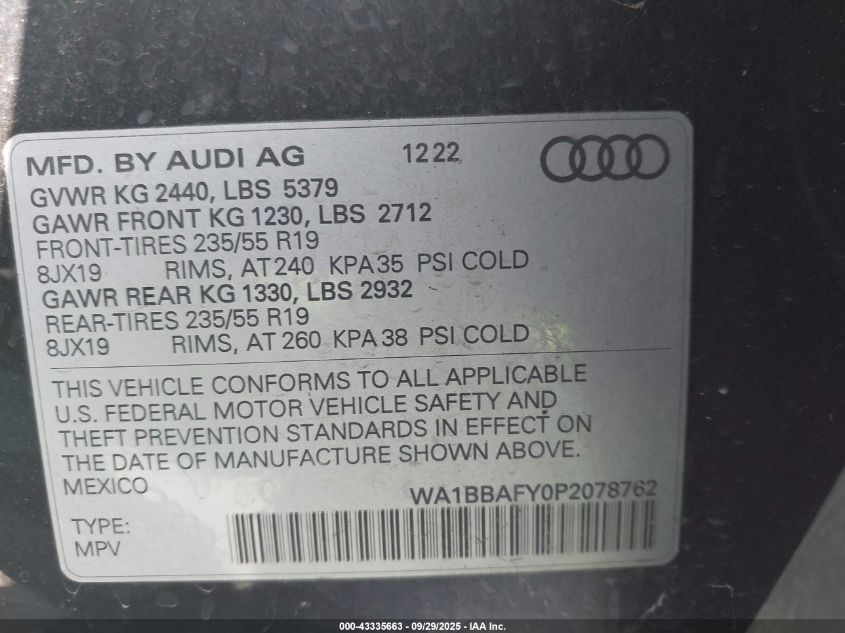 MFD. BY AUDI AG 12 22
GVWR KG 2440, LBS 5379
GAWR FRONT KG 1230, LBS 2712
FRONT-TIRES 235/55 R19
8JX19 RIMS, AT 240 KPA 35 PSI COLD
GAWR REAR KG 1330, LBS 2932
REAR-TIRES 235/55 R19
8JX19 RIMS, AT 260 KPA 38 PSI COLD
THIS VEHICLE CONFORMS TO ALL APPLICABLE
U.S. FEDERAL MOTOR VEHICLE SAFETY AND
THEFT PREVENTION STANDARDS IN EFFECT ON
THE DATE OF MANUFACTURE SHOWN ABOVE.
MEXICO
WA1BBAFY0P2078762
TYPE:
MPV
000-43335663 - 09/29/2025 - IAA Inc.